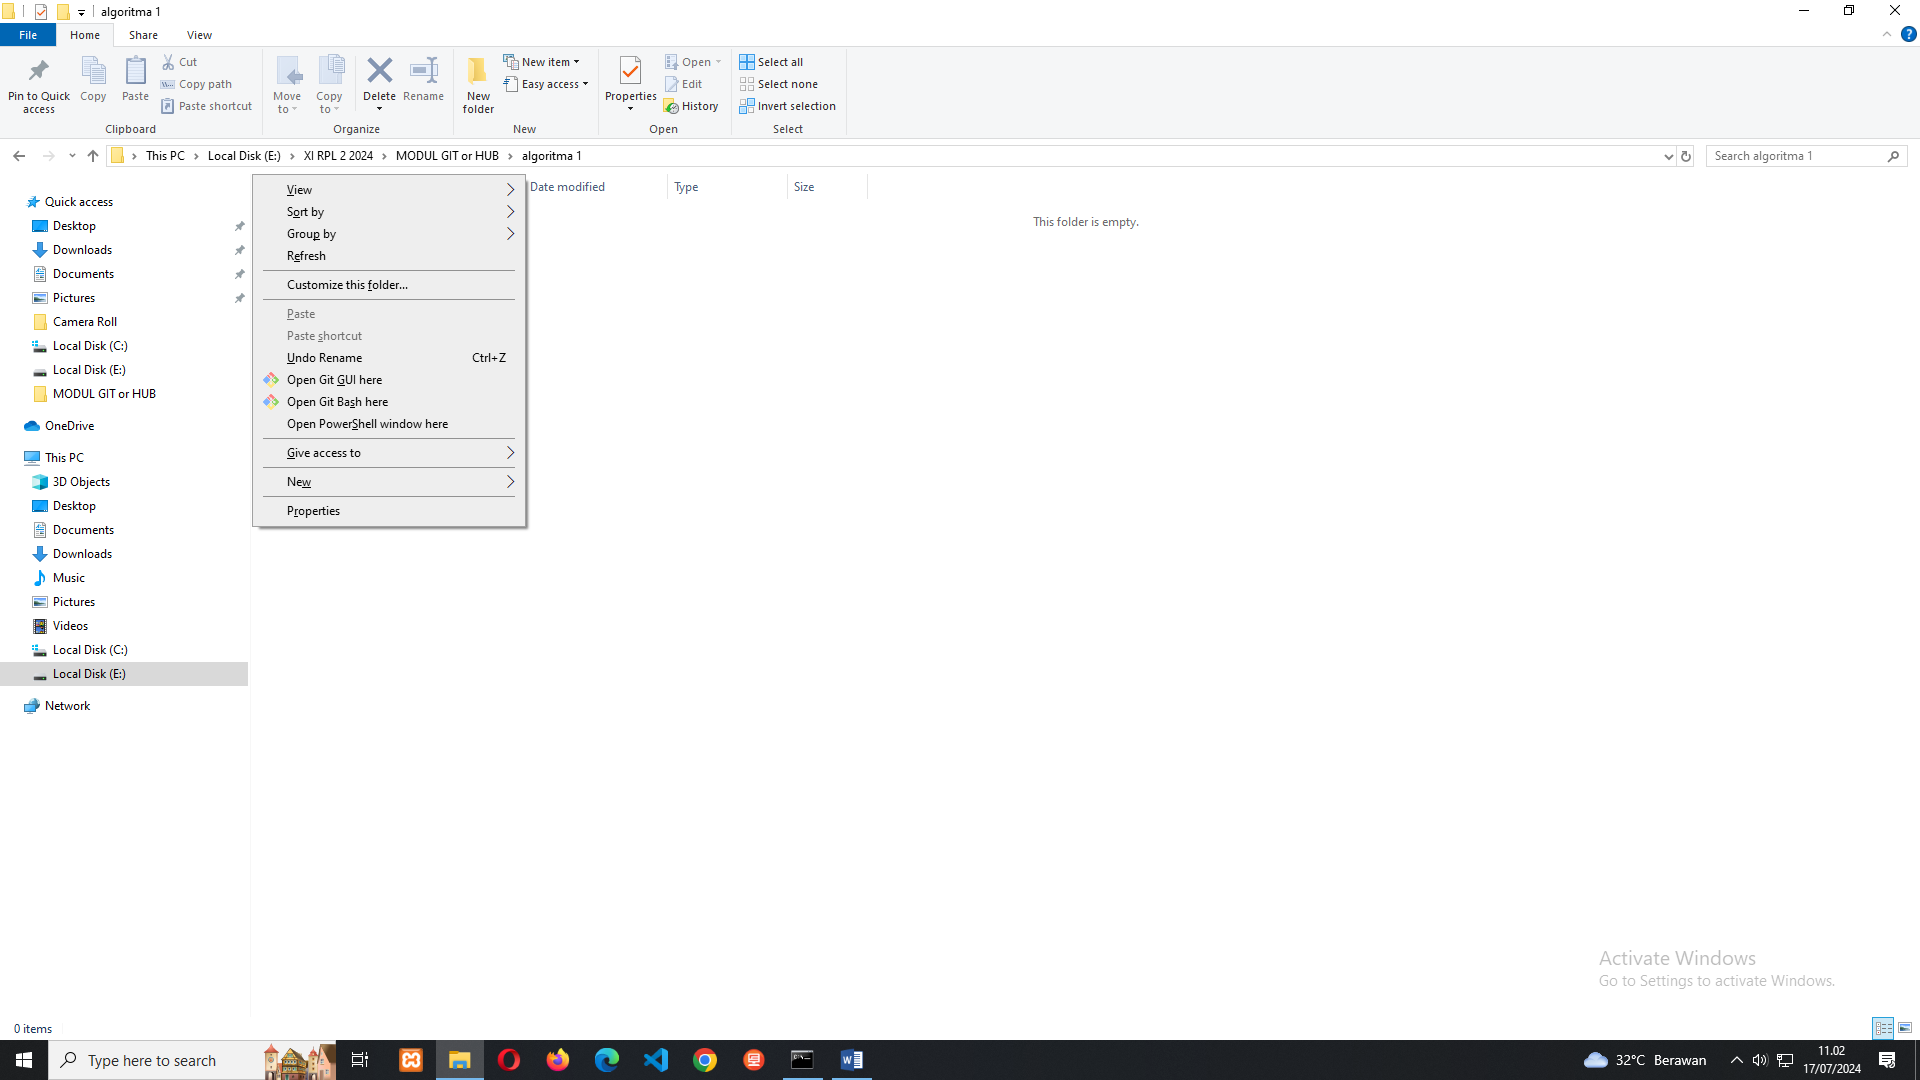 algoritma 1
File Home Share View
Pin to Quick access
Copy
Paste
Cut
Copy path
Paste shortcut
Clipboard
Move to
Copy to
Delete
Rename
Organize
New folder
New item
Easy access
New
Properties
Open
Edit
History
Open
Select all
Select none
Invert selection
Select
This PC Local Disk (E:) XI RPL 2 2024 MODUL GIT or HUB algoritma 1
Search algoritma 1
Quick access
Desktop
Downloads
Documents
Pictures
Camera Roll
Local Disk (C:)
Local Disk (E:)
MODUL GIT or HUB
OneDrive
This PC
3D Objects
Desktop
Documents
Downloads
Music
Pictures
Videos
Local Disk (C:)
Local Disk (E:)
Network
View
Sort by
Group by
Refresh
Customize this folder...
Paste
Paste shortcut
Undo Rename Ctrl+Z
Open Git GUI here
Open Git Bash here
Open PowerShell window here
Give access to
New
Properties
Date modified Type Size
This folder is empty.
Activate Windows
Go to Settings to activate Windows.
0 items
Type here to search
32°C Berawan
11.02
17/07/2024